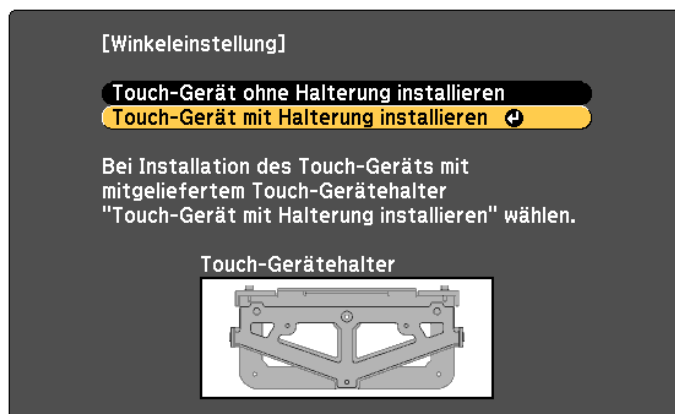 [Winkeleinstellung]
Touch-Gerät ohne Halterung installieren
Touch-Gerät mit Halterung installieren
Bei Installation des Touch-Geräts mit
mitgeliefertem Touch-Gerätehalter
"Touch-Gerät mit Halterung installieren" wählen.
Touch-Gerätehalter